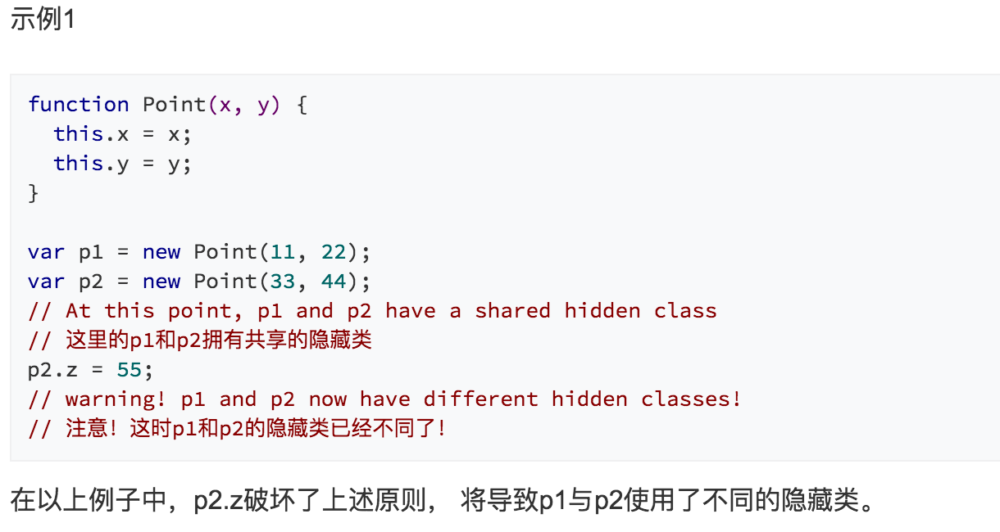 示例1
function Point(x, y) {
  this.x = x;
  this.y = y;
}
var p1 = new Point(11, 22);
var p2 = new Point(33, 44);
// At this point, p1 and p2 have a shared hidden class
// 这里的p1和p2拥有共享的隐藏类
p2.z = 55;
// warning! p1 and p2 now have different hidden classes!
// 注意！这时p1和p2的隐藏类已经不同了！
在以上例子中，p2.z破坏了上述原则， 将导致p1与p2使用了不同的隐藏类。